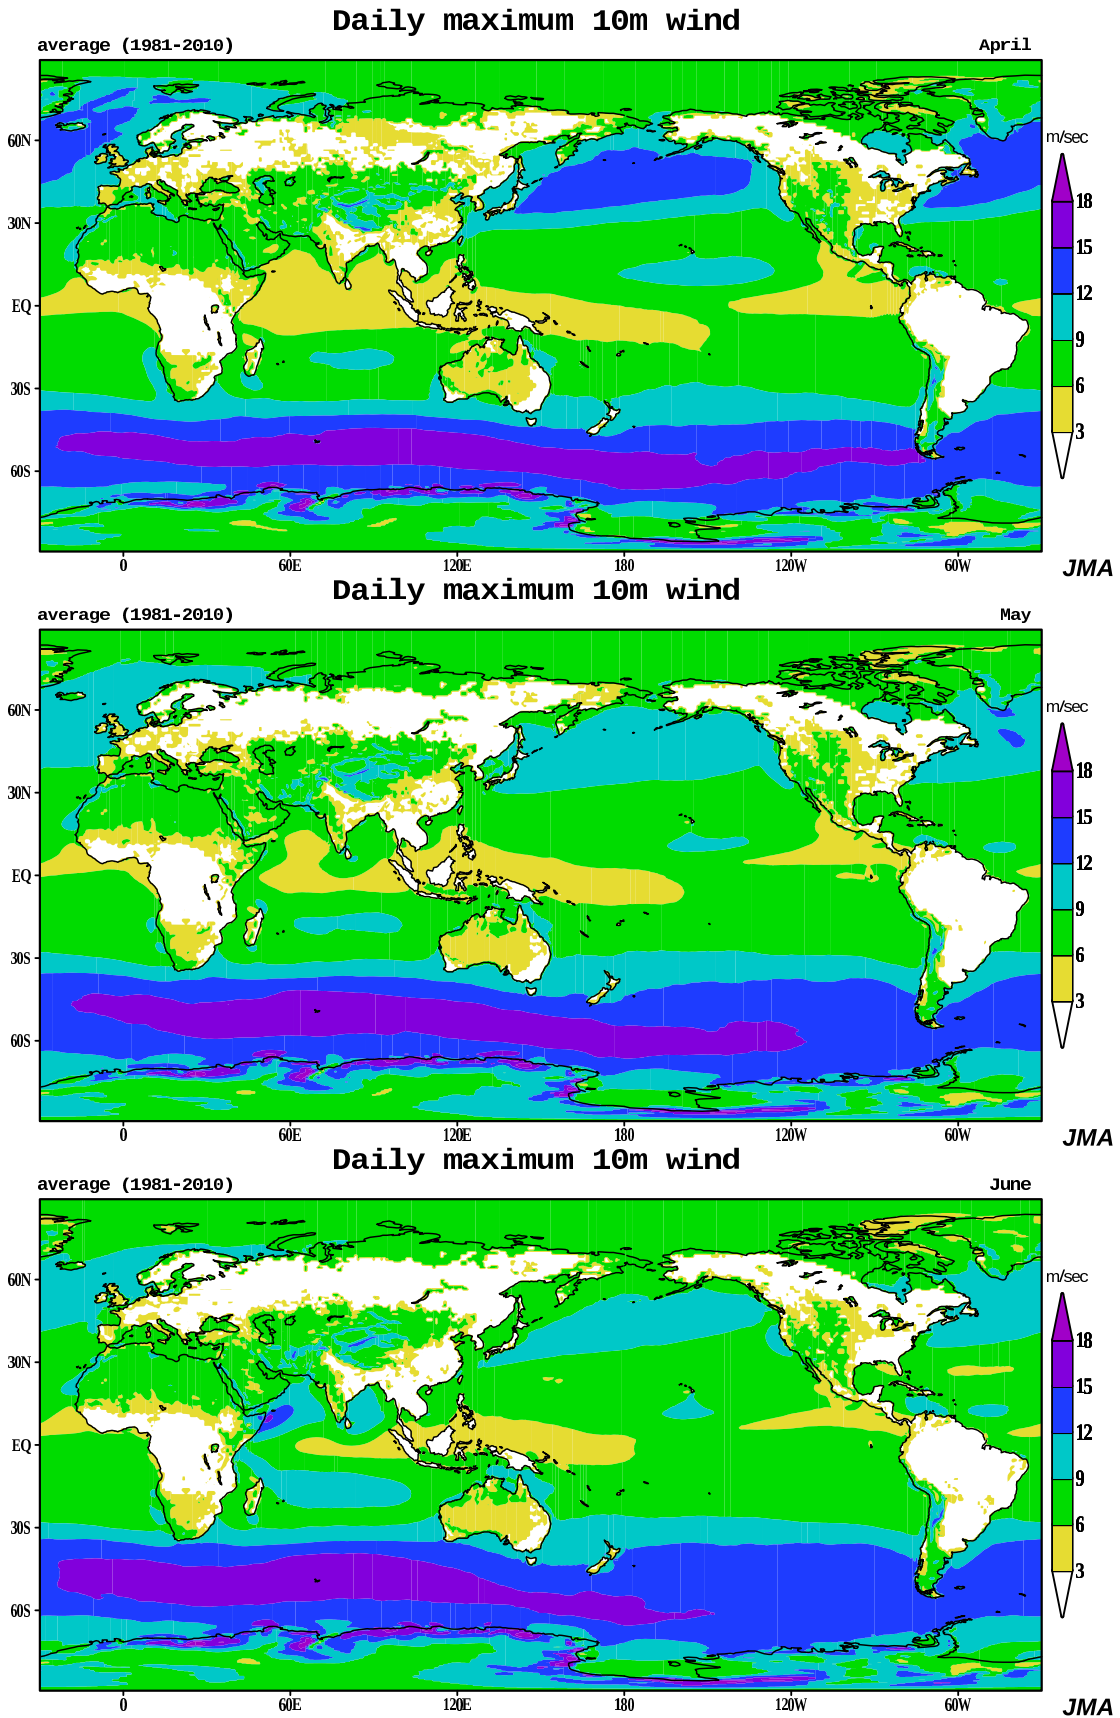 Daily maximum 10m wind
average (1981-2010) April
m/sec
18
15
12
9
6
3
60N
30N
EQ
30S
60S
0 60E 120E 180 120W 60W
JMA
Daily maximum 10m wind
average (1981-2010) May
m/sec
18
15
12
9
6
3
60N
30N
EQ
30S
60S
0 60E 120E 180 120W 60W
JMA
Daily maximum 10m wind
average (1981-2010) June
m/sec
18
15
12
9
6
3
60N
30N
EQ
30S
60S
0 60E 120E 180 120W 60W
JMA